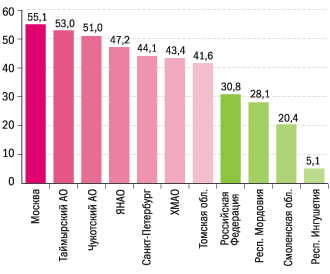 60
50
40
30
20
10
0
55,1
53,0
51,0
47,2
44,1
43,4
41,6
30,8
28,1
20,4
5,1
Москва
Таймырский АО
Чукотский АО
ЯНАО
Санкт-Петербург
ХМАО
Томская обл.
Российская
Федерация
Респ. Мордовия
Смоленская обл.
Респ. Ингушетия